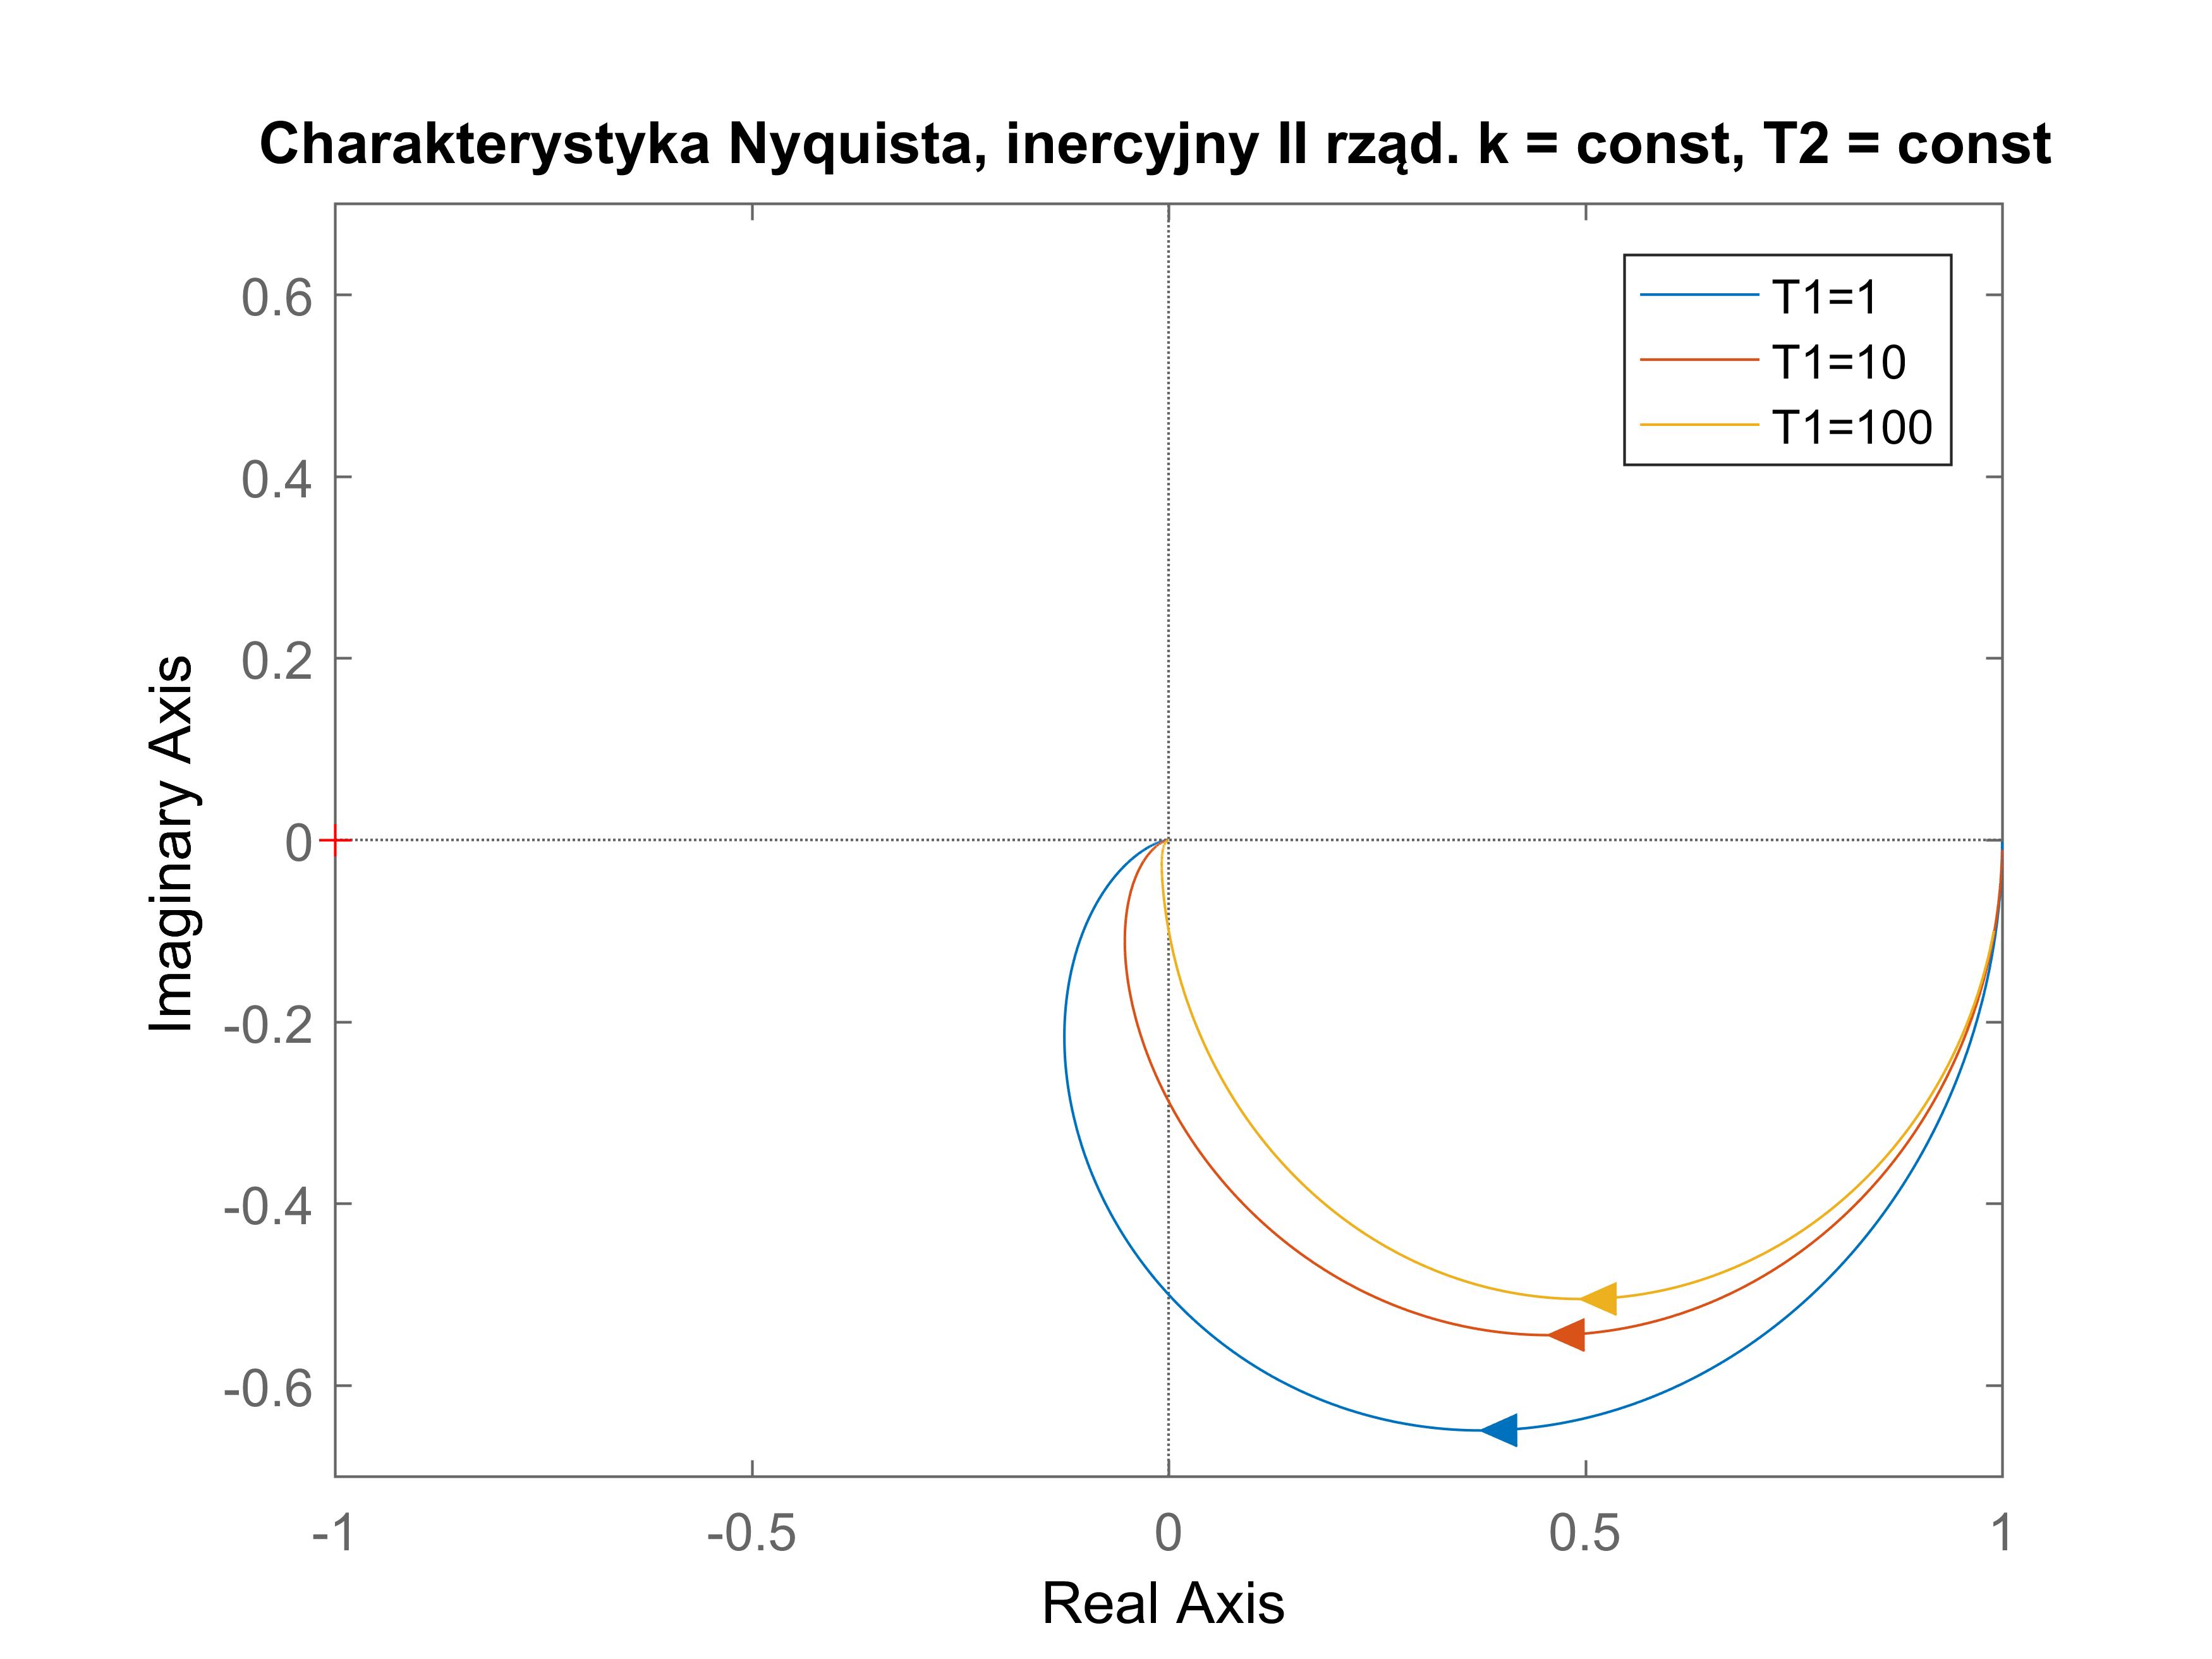 Charakterystyka Nyquista, inercyjny II rząd. k = const, T2 = const
T1=1
T1=10
T1=100
0.6
0.4
0.2
0
-0.2
-0.4
-0.6
Imaginary Axis
-1
-0.5
0
0.5
1
Real Axis